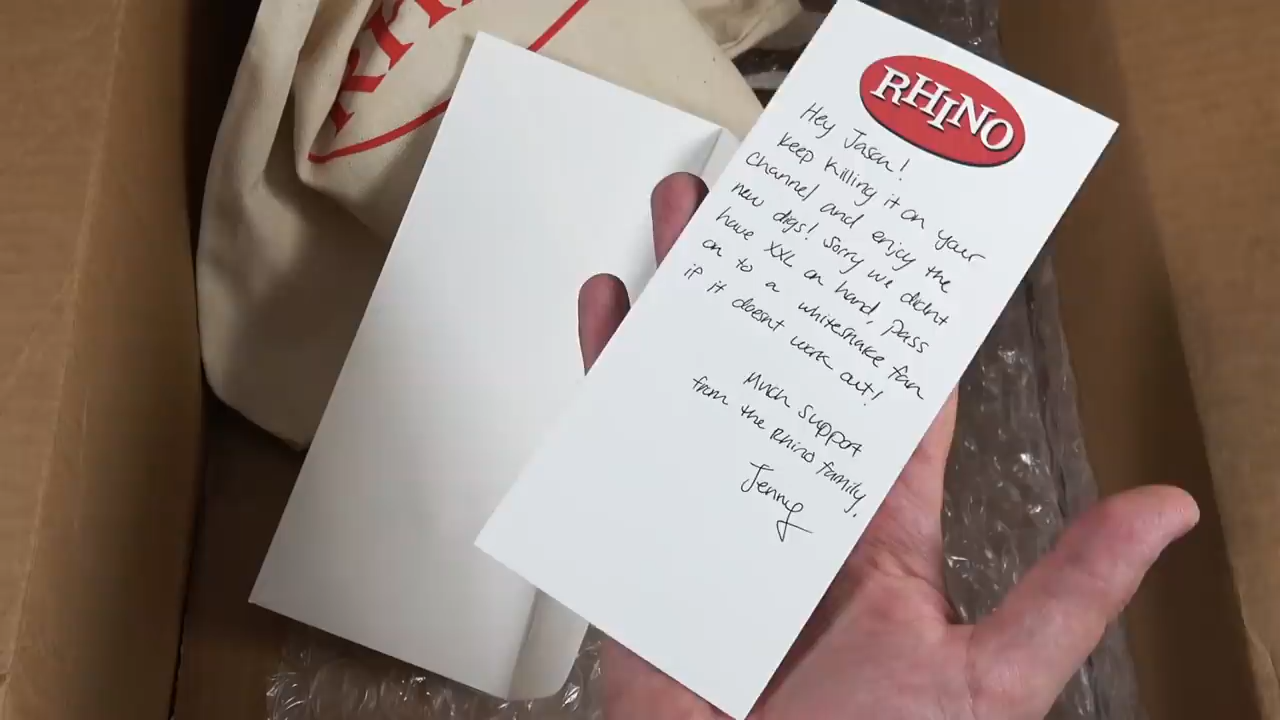 RHINO
Hey Jason!
Keep killing it on your
channel and enjoy the
new digs! Sorry we didnt
have XXL on hand, pass
on to a whitesnake fan
if it doesnt work out!
Much support
from the Rhino family,
Jenny